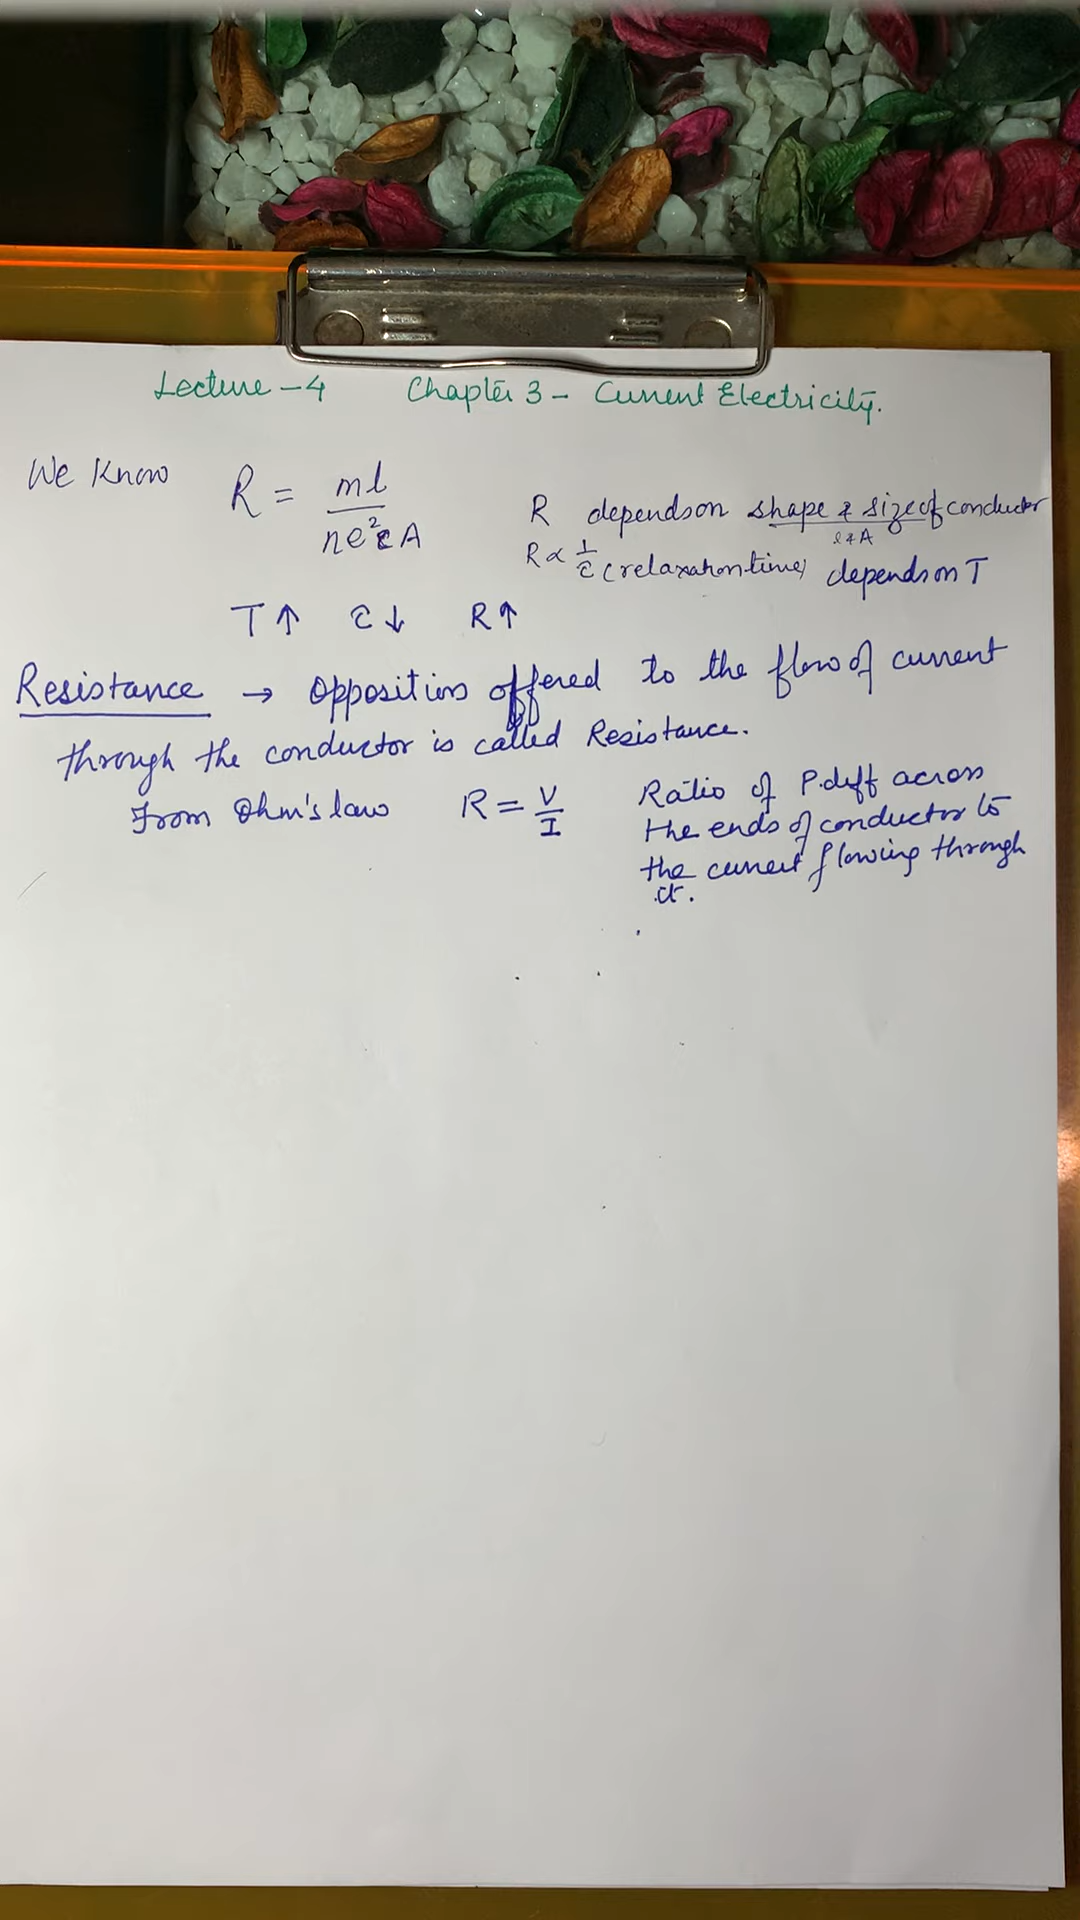 Lecture - 4 Chapter 3 - Current Electricity.
We Know R = ml / ne²τA
R depends on shape & size of conductor
l & A
R ∝ 1/τ (relaxation time) depends on T
T↑ τ↓ R↑
Resistance → Opposition offered to the flow of current
through the conductor is called Resistance.
From Ohm's law R = V/I
Ratio of P.diff across
the ends of conductor to
the current flowing through
it.